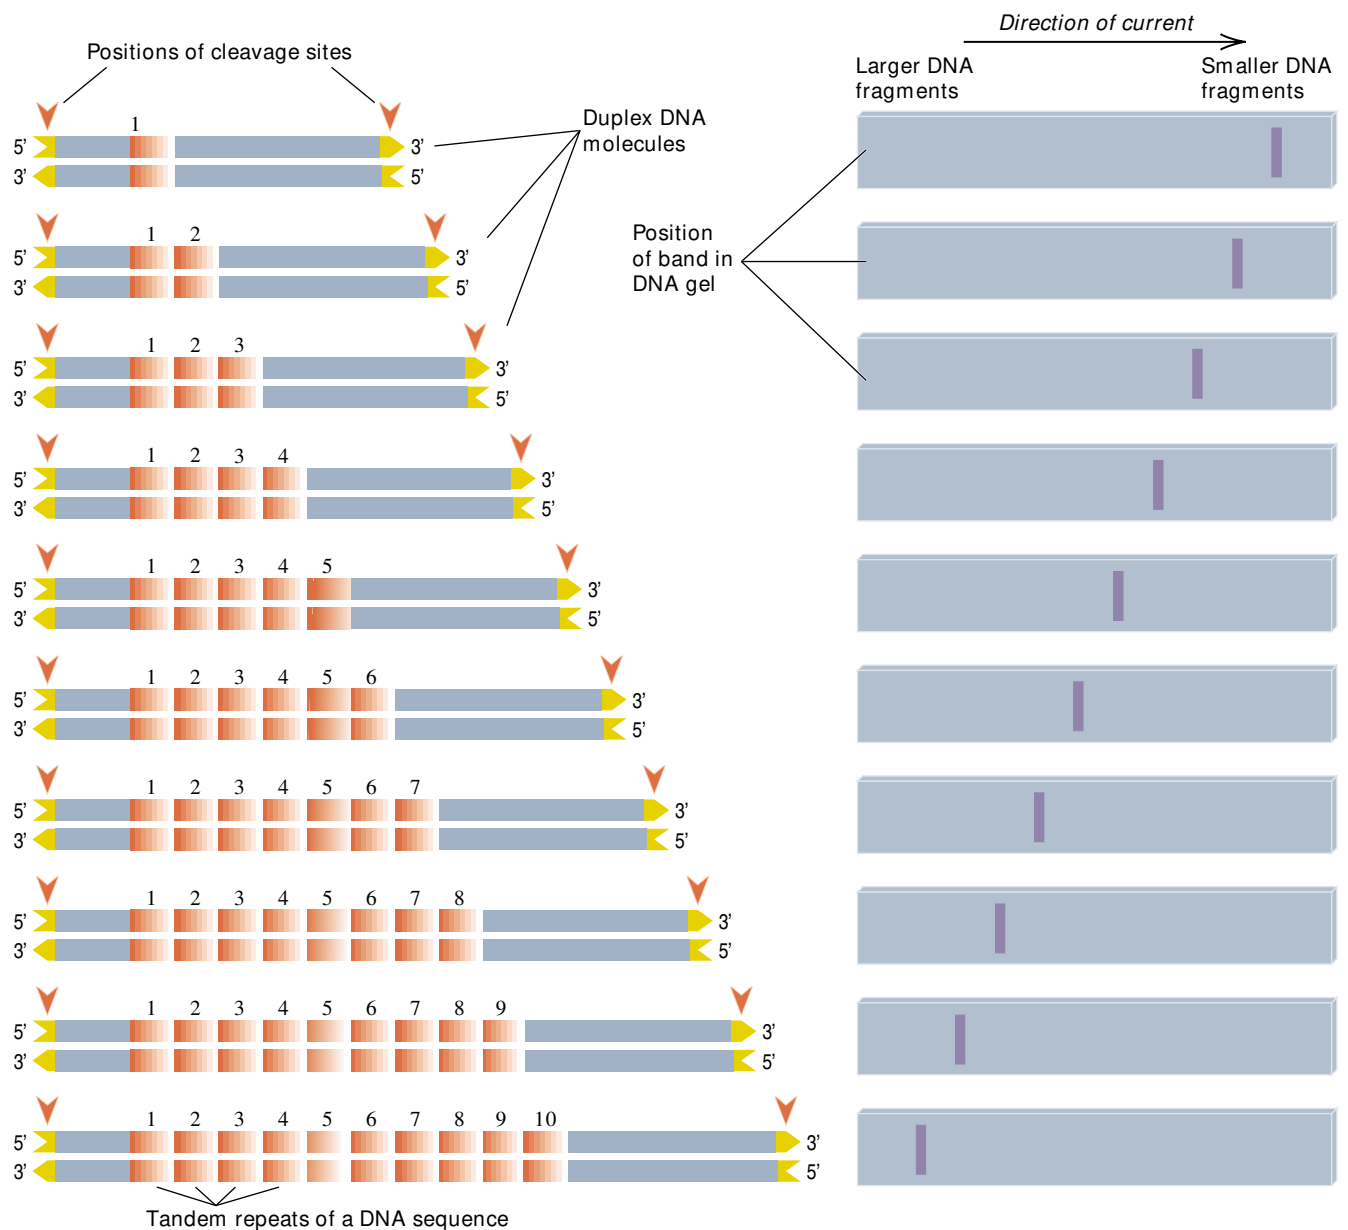 Direction of current
Positions of cleavage sites
Larger DNA
fragments
Smaller DNA
fragments
Duplex DNA
molecules
1
5’ 3’
3’ 5’
Position
of band in
DNA gel
1 2
5’ 3’
3’ 5’
1 2 3
5’ 3’
3’ 5’
1 2 3 4
5’ 3’
3’ 5’
1 2 3 4 5
5’ 3’
3’ 5’
1 2 3 4 5 6
5’ 3’
3’ 5’
1 2 3 4 5 6 7
5’ 3’
3’ 5’
1 2 3 4 5 6 7 8
5’ 3’
3’ 5’
1 2 3 4 5 6 7 8 9
5’ 3’
3’ 5’
1 2 3 4 5 6 7 8 9 10
5’ 3’
3’ 5’
Tandem repeats of a DNA sequence